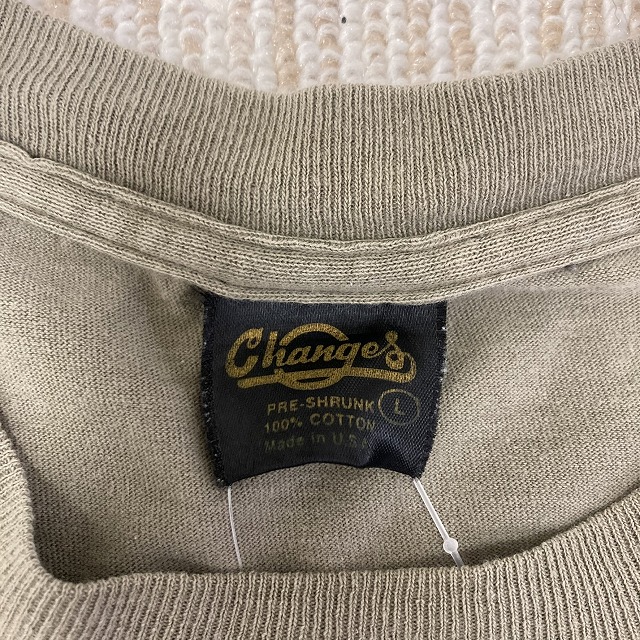 Changes
PRE-SHRUNK L
100% COTTON
Made in U.S.A.